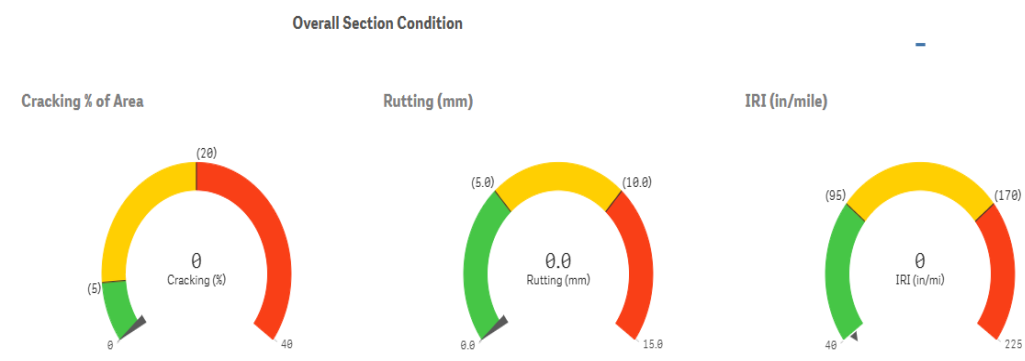 Overall Section Condition
-
Cracking % of Area
(20)
(5)
0
Cracking (%)
0
40
Rutting (mm)
(5.0)
(10.0)
0.0
Rutting (mm)
0.0
15.0
IRI (in/mile)
(95)
(170)
0
IRI (in/mi)
40
225